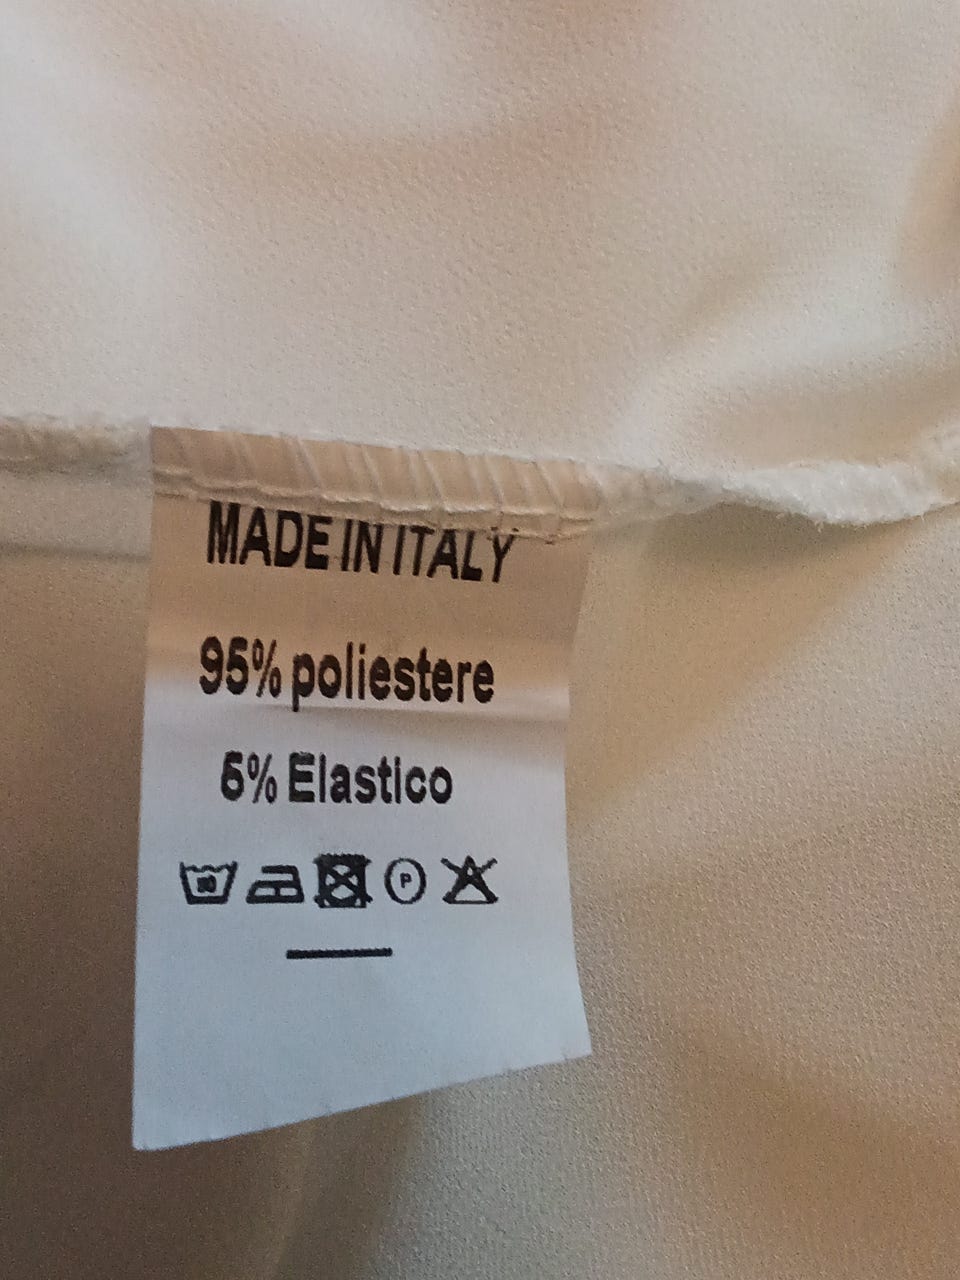 MADE IN ITALY
95% poliestere
5% Elastico
P